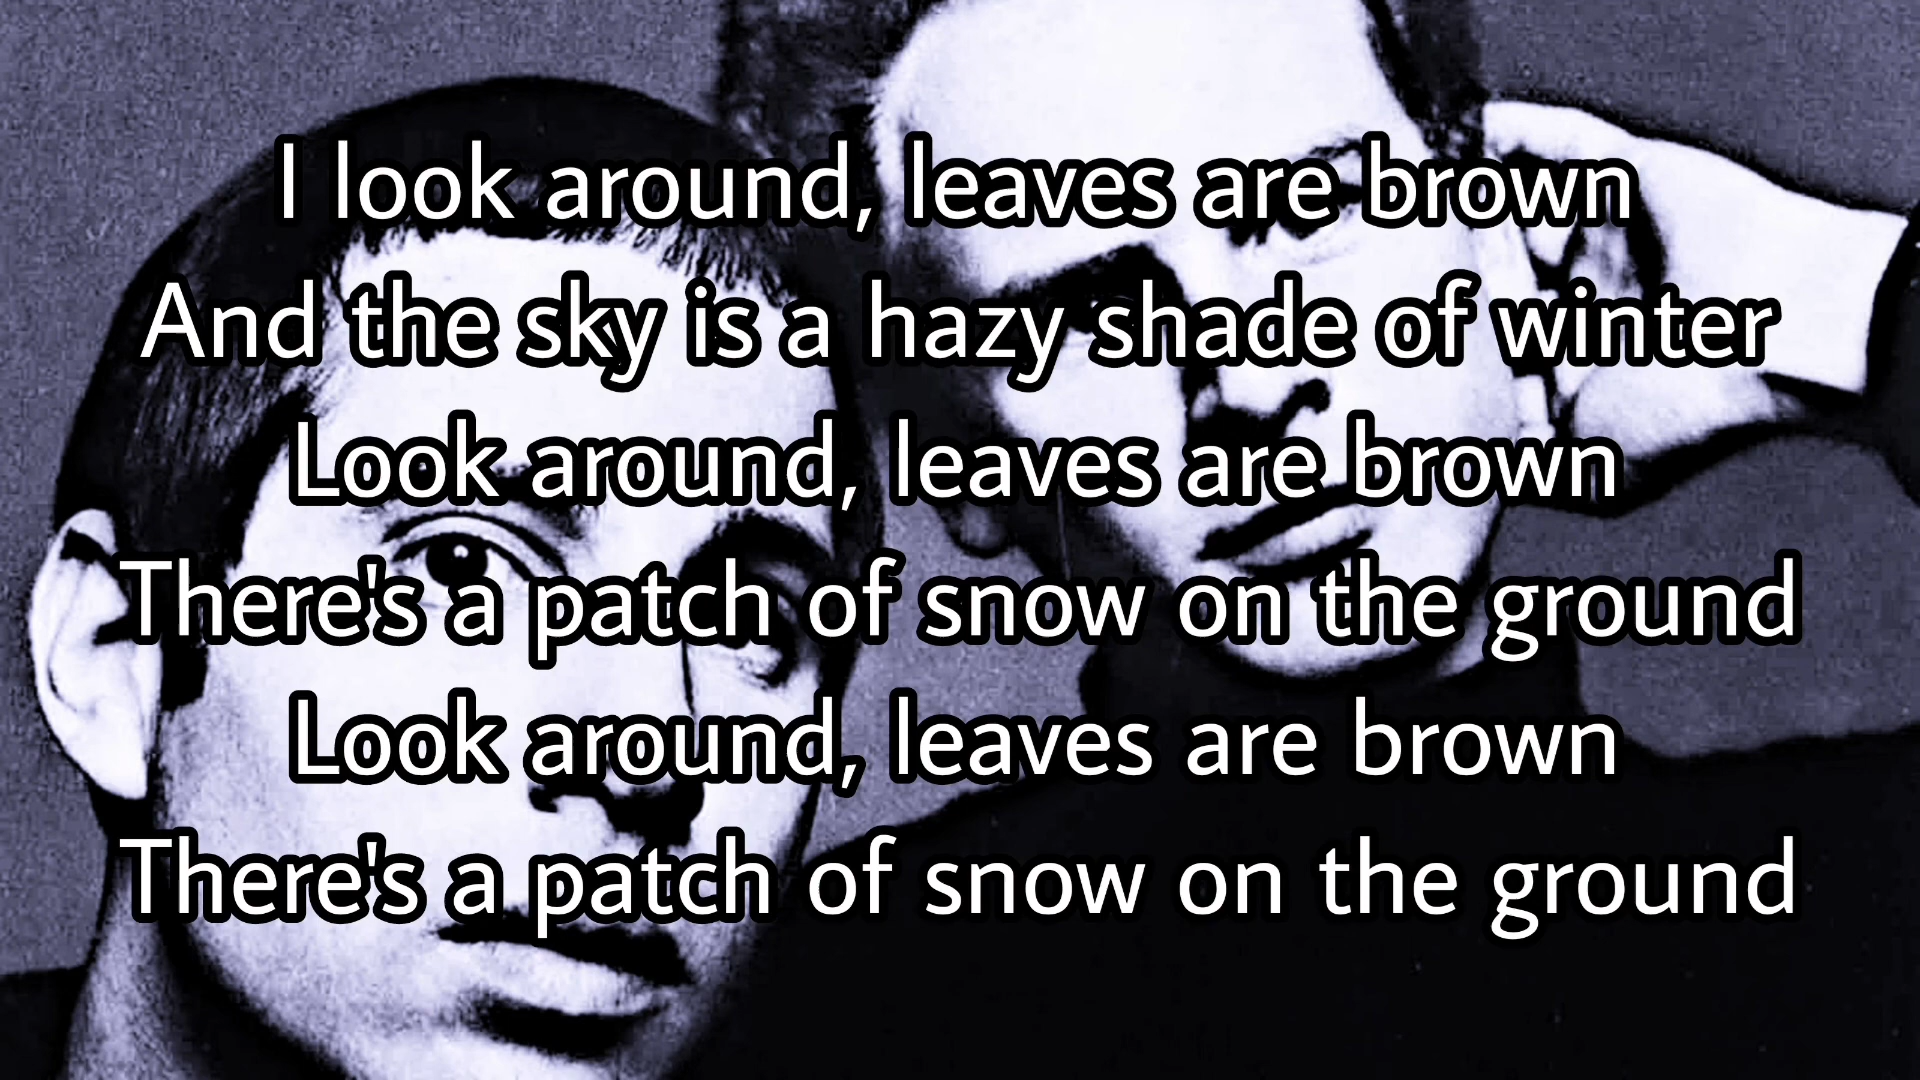 I look around, leaves are brown
And the sky is a hazy shade of winter
Look around, leaves are brown
There's a patch of snow on the ground
Look around, leaves are brown
There's a patch of snow on the ground